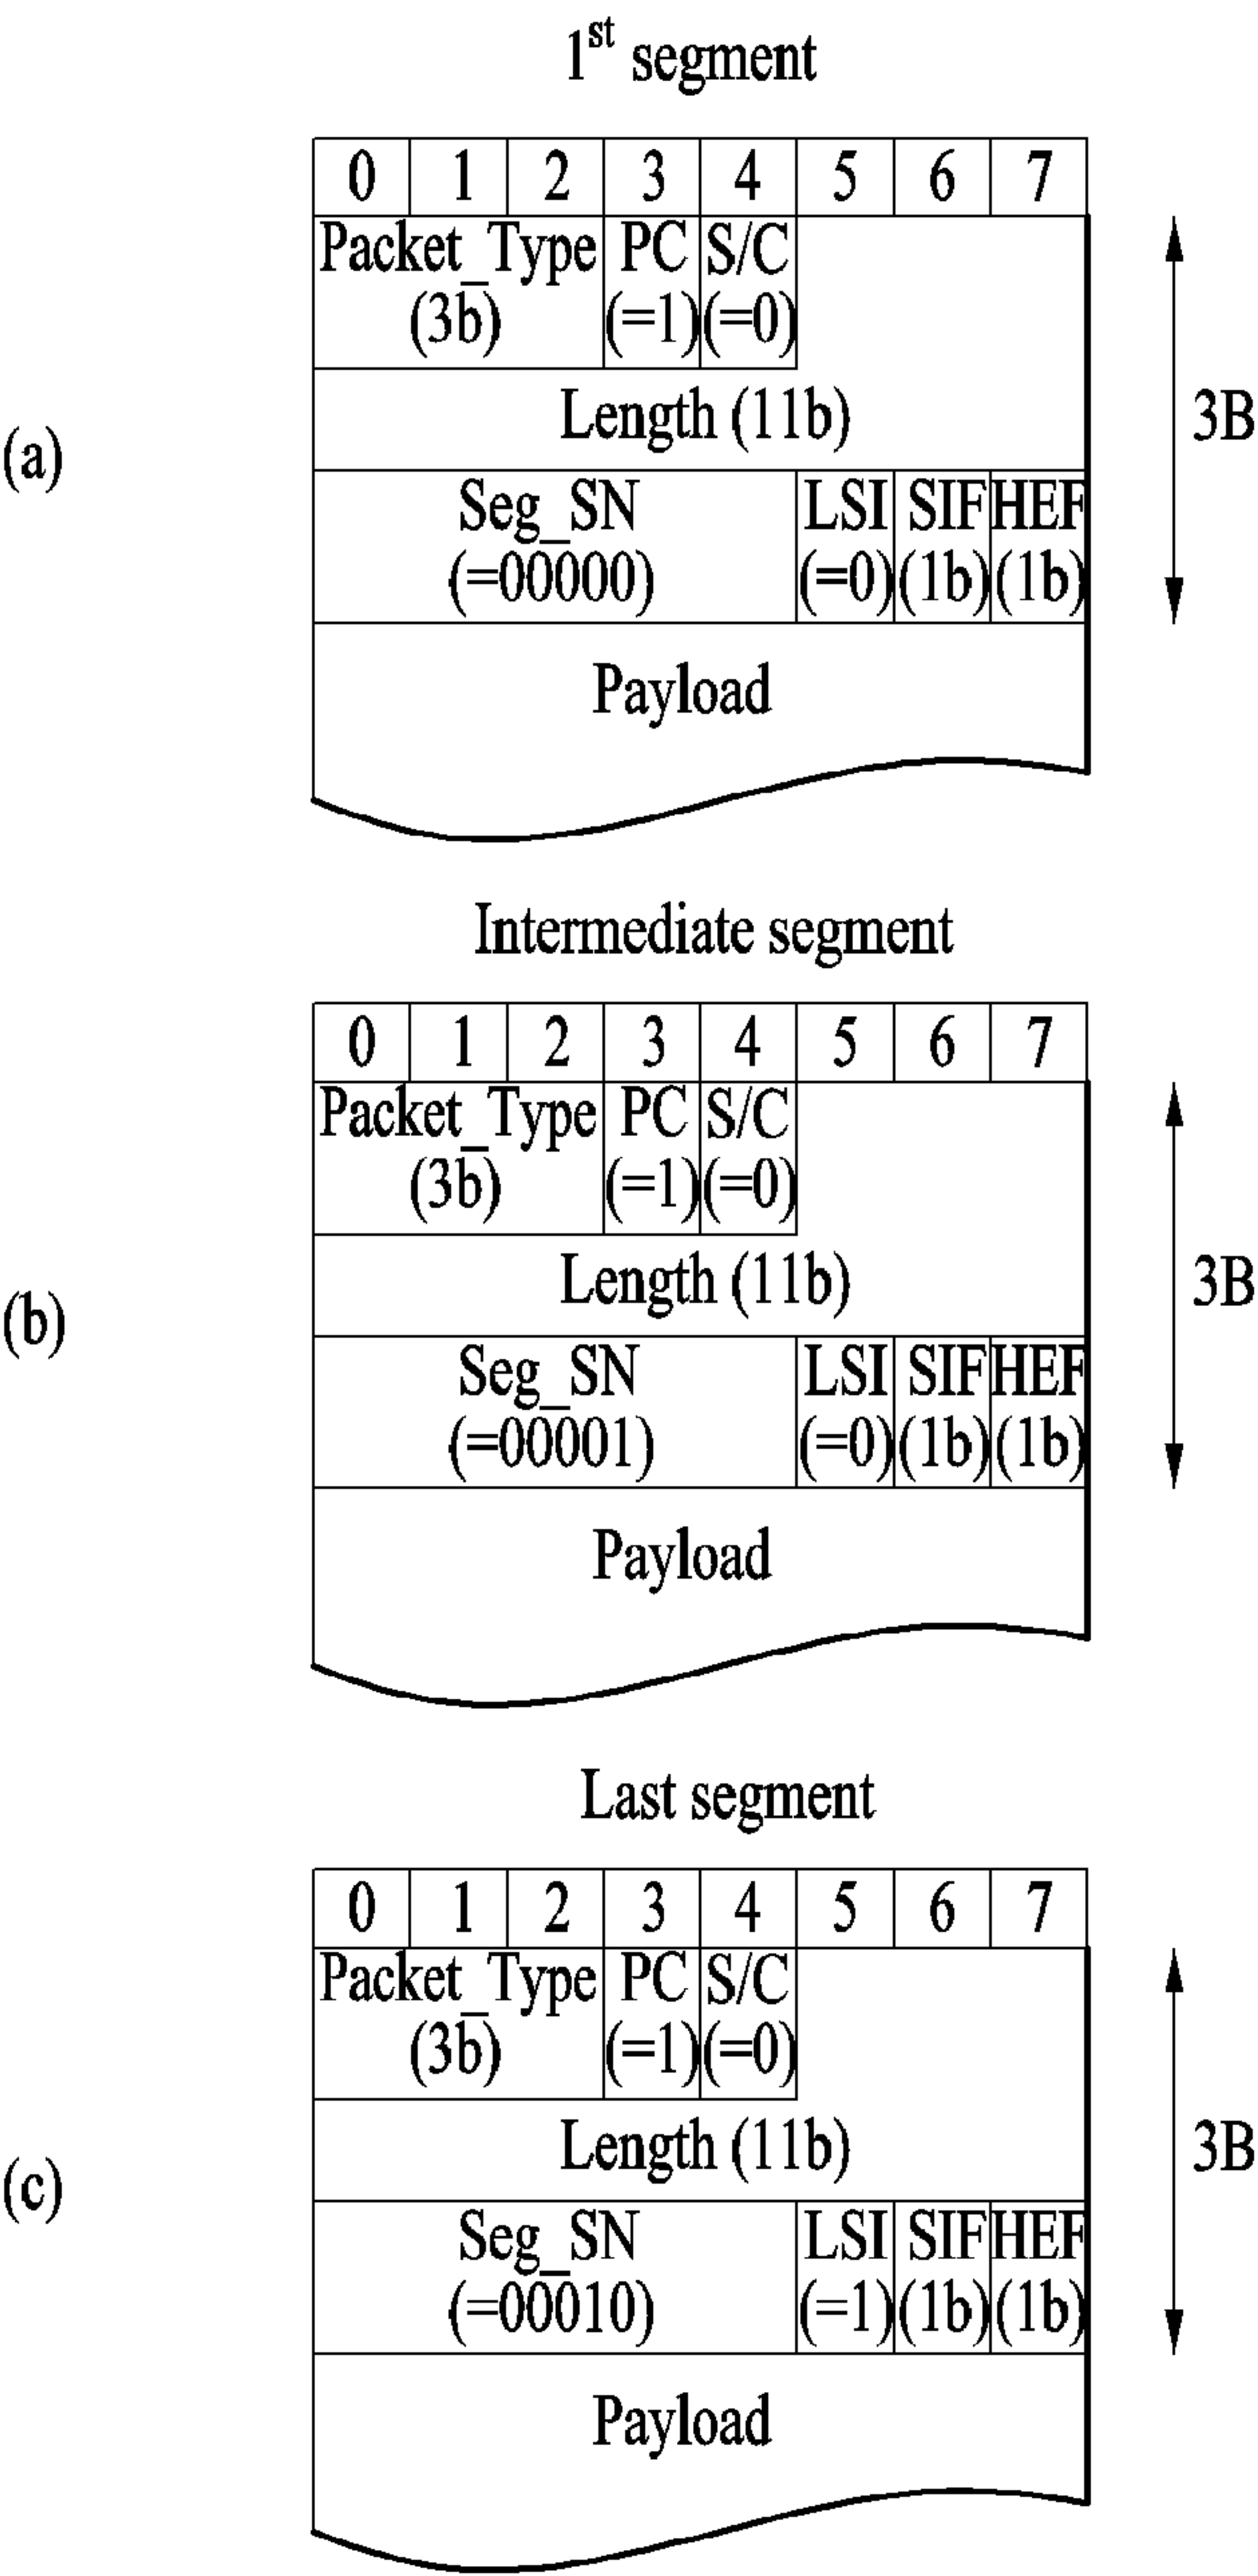 1st segment
0 1 2 3 4 5 6 7
Packet_Type PC S/C
(3b) (=1) (=0)
Length (11b)
3B
(a)
Seg_SN LSI SIF HEF
(=00000) (=0) (1b) (1b)
Payload
Intermediate segment
0 1 2 3 4 5 6 7
Packet_Type PC S/C
(3b) (=1) (=0)
Length (11b)
3B
(b)
Seg_SN LSI SIF HEF
(=00001) (=0) (1b) (1b)
Payload
Last segment
0 1 2 3 4 5 6 7
Packet_Type PC S/C
(3b) (=1) (=0)
Length (11b)
3B
(c)
Seg_SN LSI SIF HEF
(=00010) (=1) (1b) (1b)
Payload